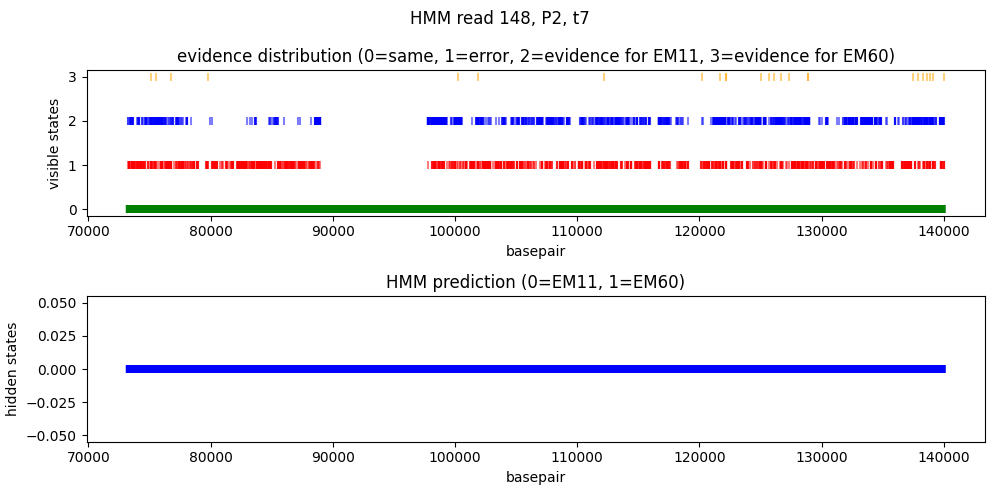 HMM read 148, P2, t7
evidence distribution (0=same, 1=error, 2=evidence for EM11, 3=evidence for EM60)
visible states
3
2
1
0
70000 80000 90000 100000 110000 120000 130000 140000
basepair
HMM prediction (0=EM11, 1=EM60)
hidden states
0.050
0.025
0.000
−0.025
−0.050
70000 80000 90000 100000 110000 120000 130000 140000
basepair